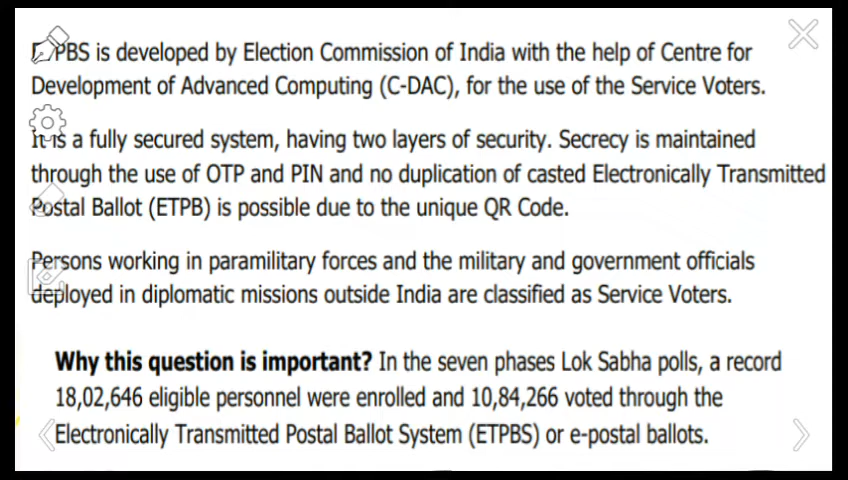 ETPBS is developed by Election Commission of India with the help of Centre for
Development of Advanced Computing (C-DAC), for the use of the Service Voters.
It is a fully secured system, having two layers of security. Secrecy is maintained
through the use of OTP and PIN and no duplication of casted Electronically Transmitted
Postal Ballot (ETPB) is possible due to the unique QR Code.
Persons working in paramilitary forces and the military and government officials
deployed in diplomatic missions outside India are classified as Service Voters.
Why this question is important? In the seven phases Lok Sabha polls, a record
18,02,646 eligible personnel were enrolled and 10,84,266 voted through the
Electronically Transmitted Postal Ballot System (ETPBS) or e-postal ballots.